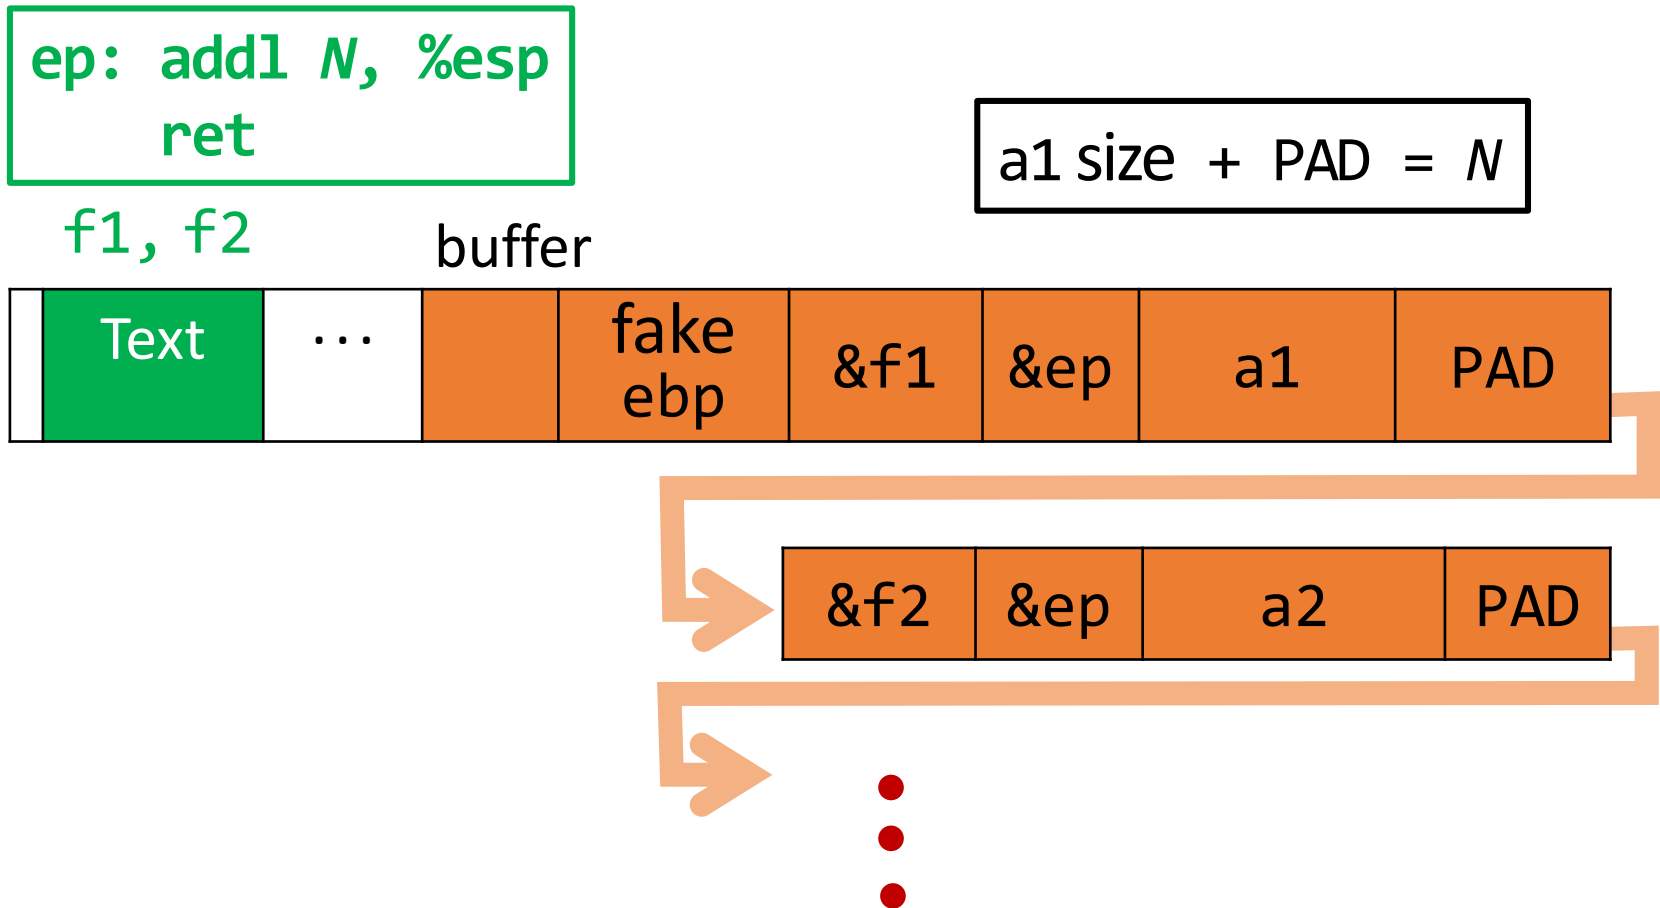 ep: addl N, %esp
ret
a1 size + PAD = N
f1, f2
buffer
Text
...
fake
ebp
&f1
&ep
a1
PAD
&f2
&ep
a2
PAD